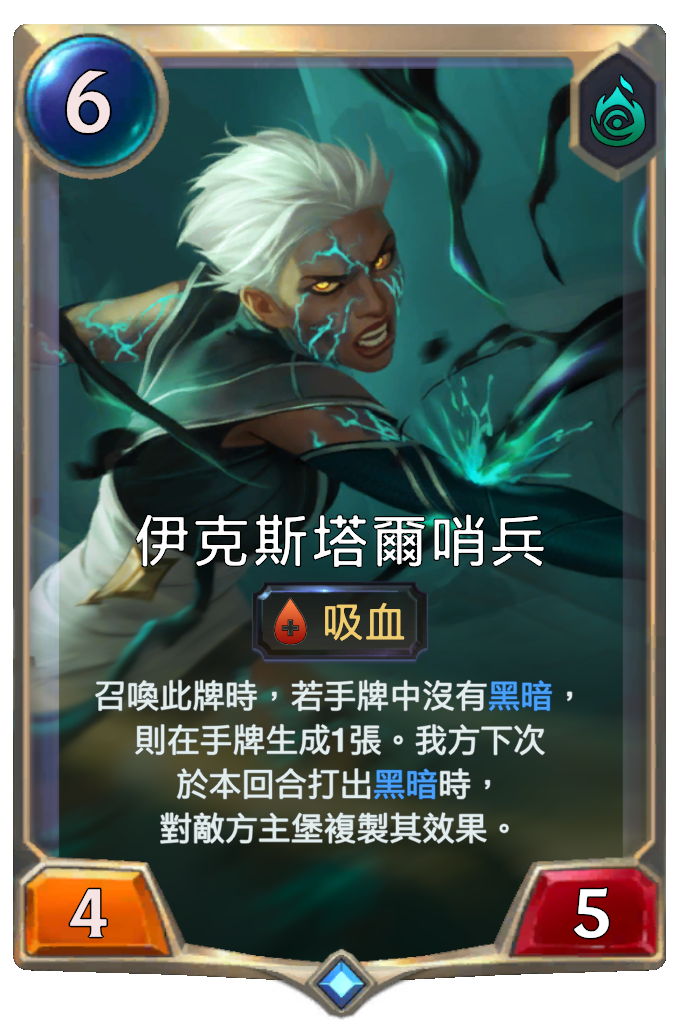 6
伊克斯塔爾哨兵
吸血
召喚此牌時，若手牌中沒有黑暗，
則在手牌生成1張。我方下次
於本回合打出黑暗時，
對敵方主堡複製其效果。
4
5